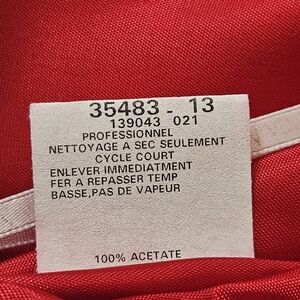 35483 - 13
139043 021
PROFESSIONNEL
NETTOYAGE A SEC SEULEMENT
CYCLE COURT
ENLEVER IMMEDIATMENT
FER A REPASSER TEMP
BASSE,PAS DE VAPEUR
100% ACETATE